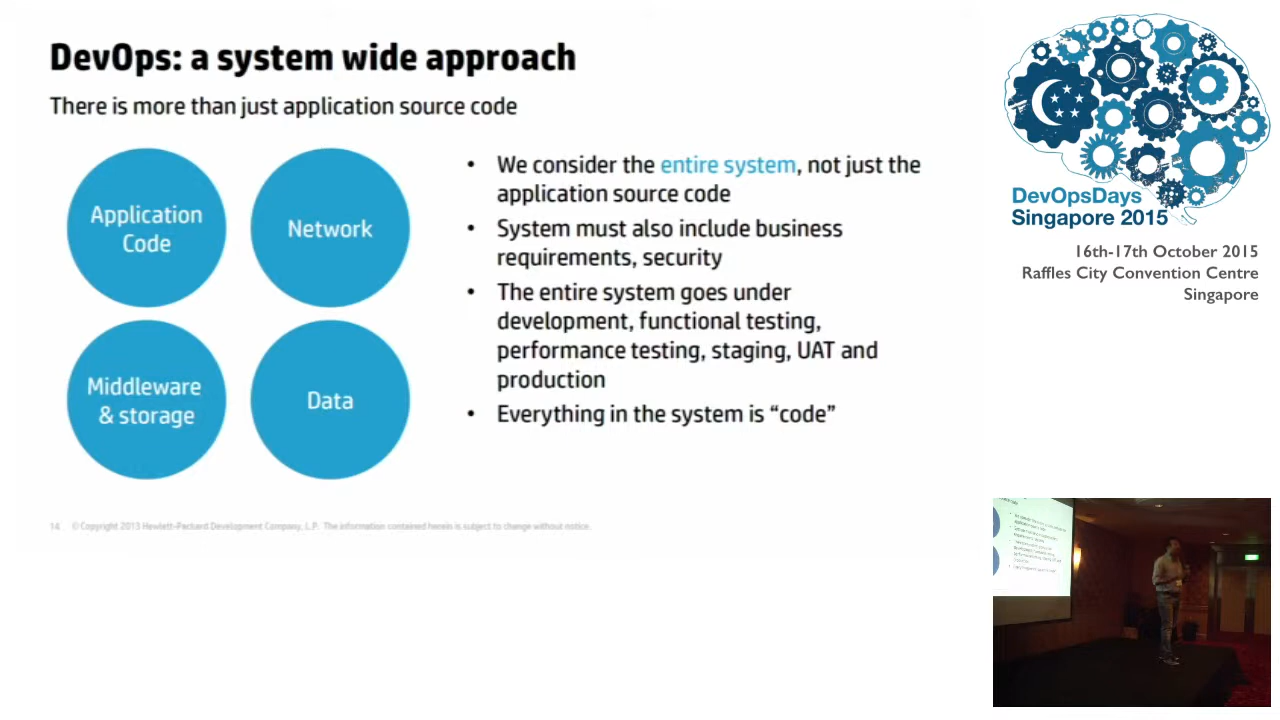 DevOps: a system wide approach
There is more than just application source code
Application
Code
Network
Middleware
& storage
Data
• We consider the entire system, not just the
application source code
• System must also include business
requirements, security
• The entire system goes under
development, functional testing,
performance testing, staging, UAT and
production
• Everything in the system is “code”
14 © Copyright 2013 Hewlett-Packard Development Company, L.P. The information contained herein is subject to change without notice.
DevOpsDays
Singapore 2015
16th-17th October 2015
Raffles City Convention Centre
Singapore